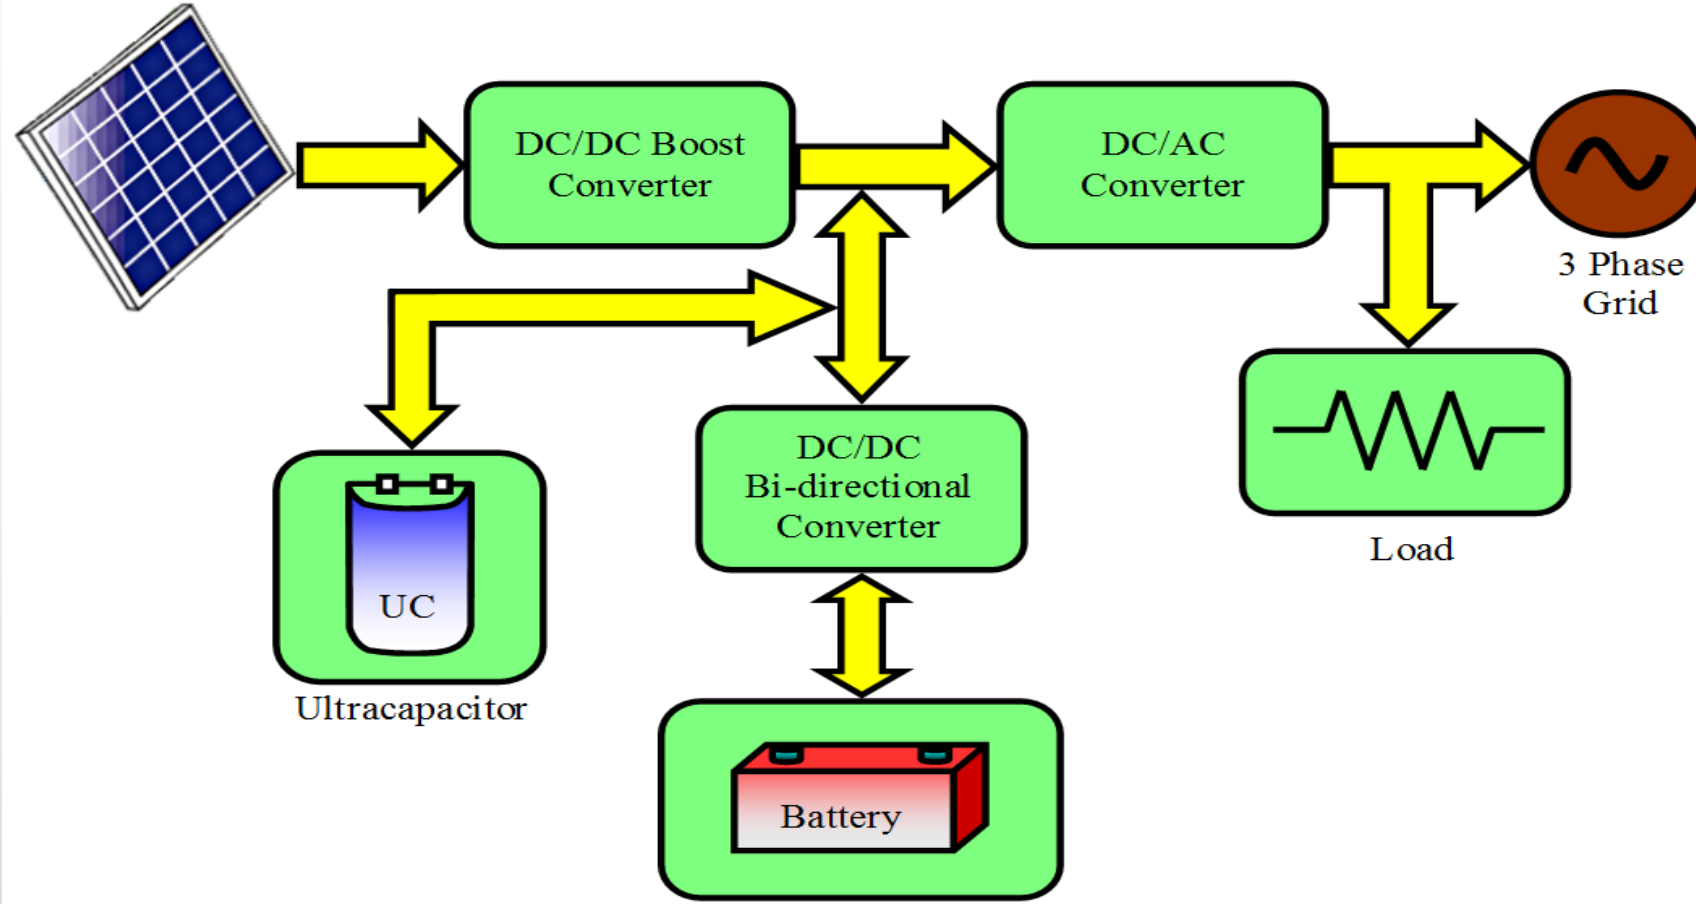 DC/DC Boost
Converter
DC/AC
Converter
3 Phase
Grid
DC/DC
Bi-directional
Converter
Load
UC
Ultracapacitor
Battery